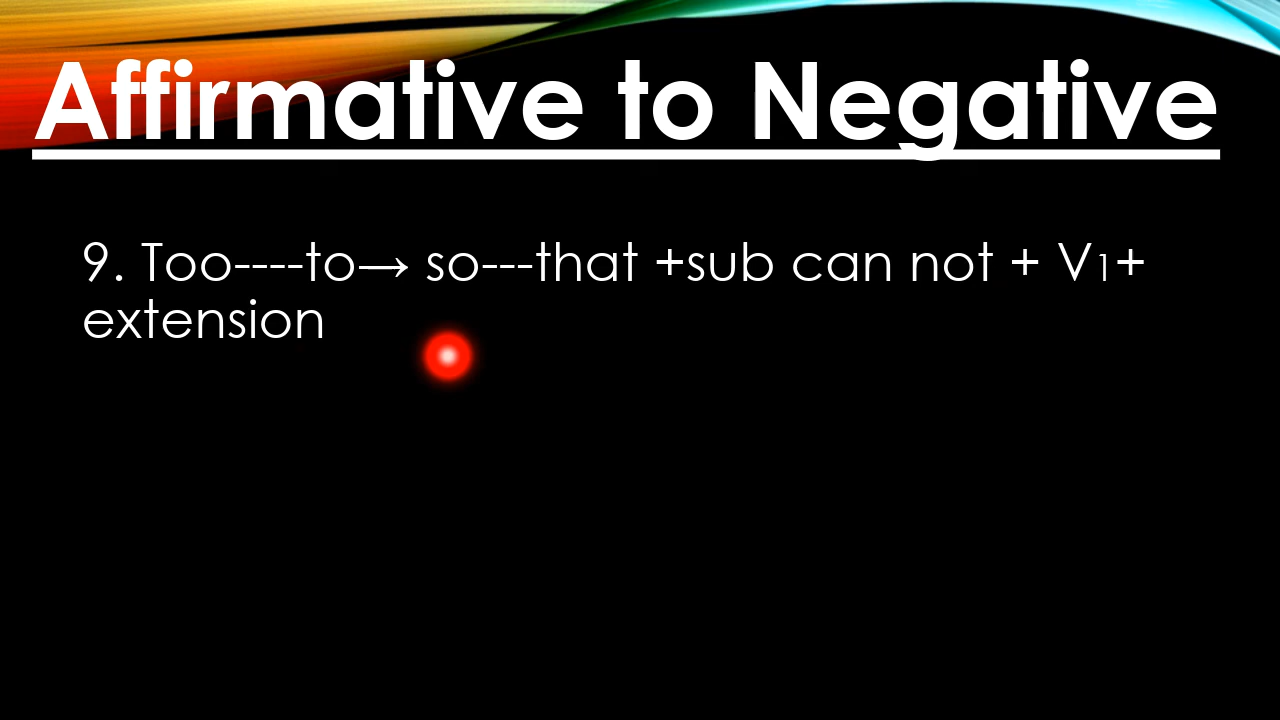 Affirmative to Negative
9. Too----to→ so---that +sub can not + V1+
extension